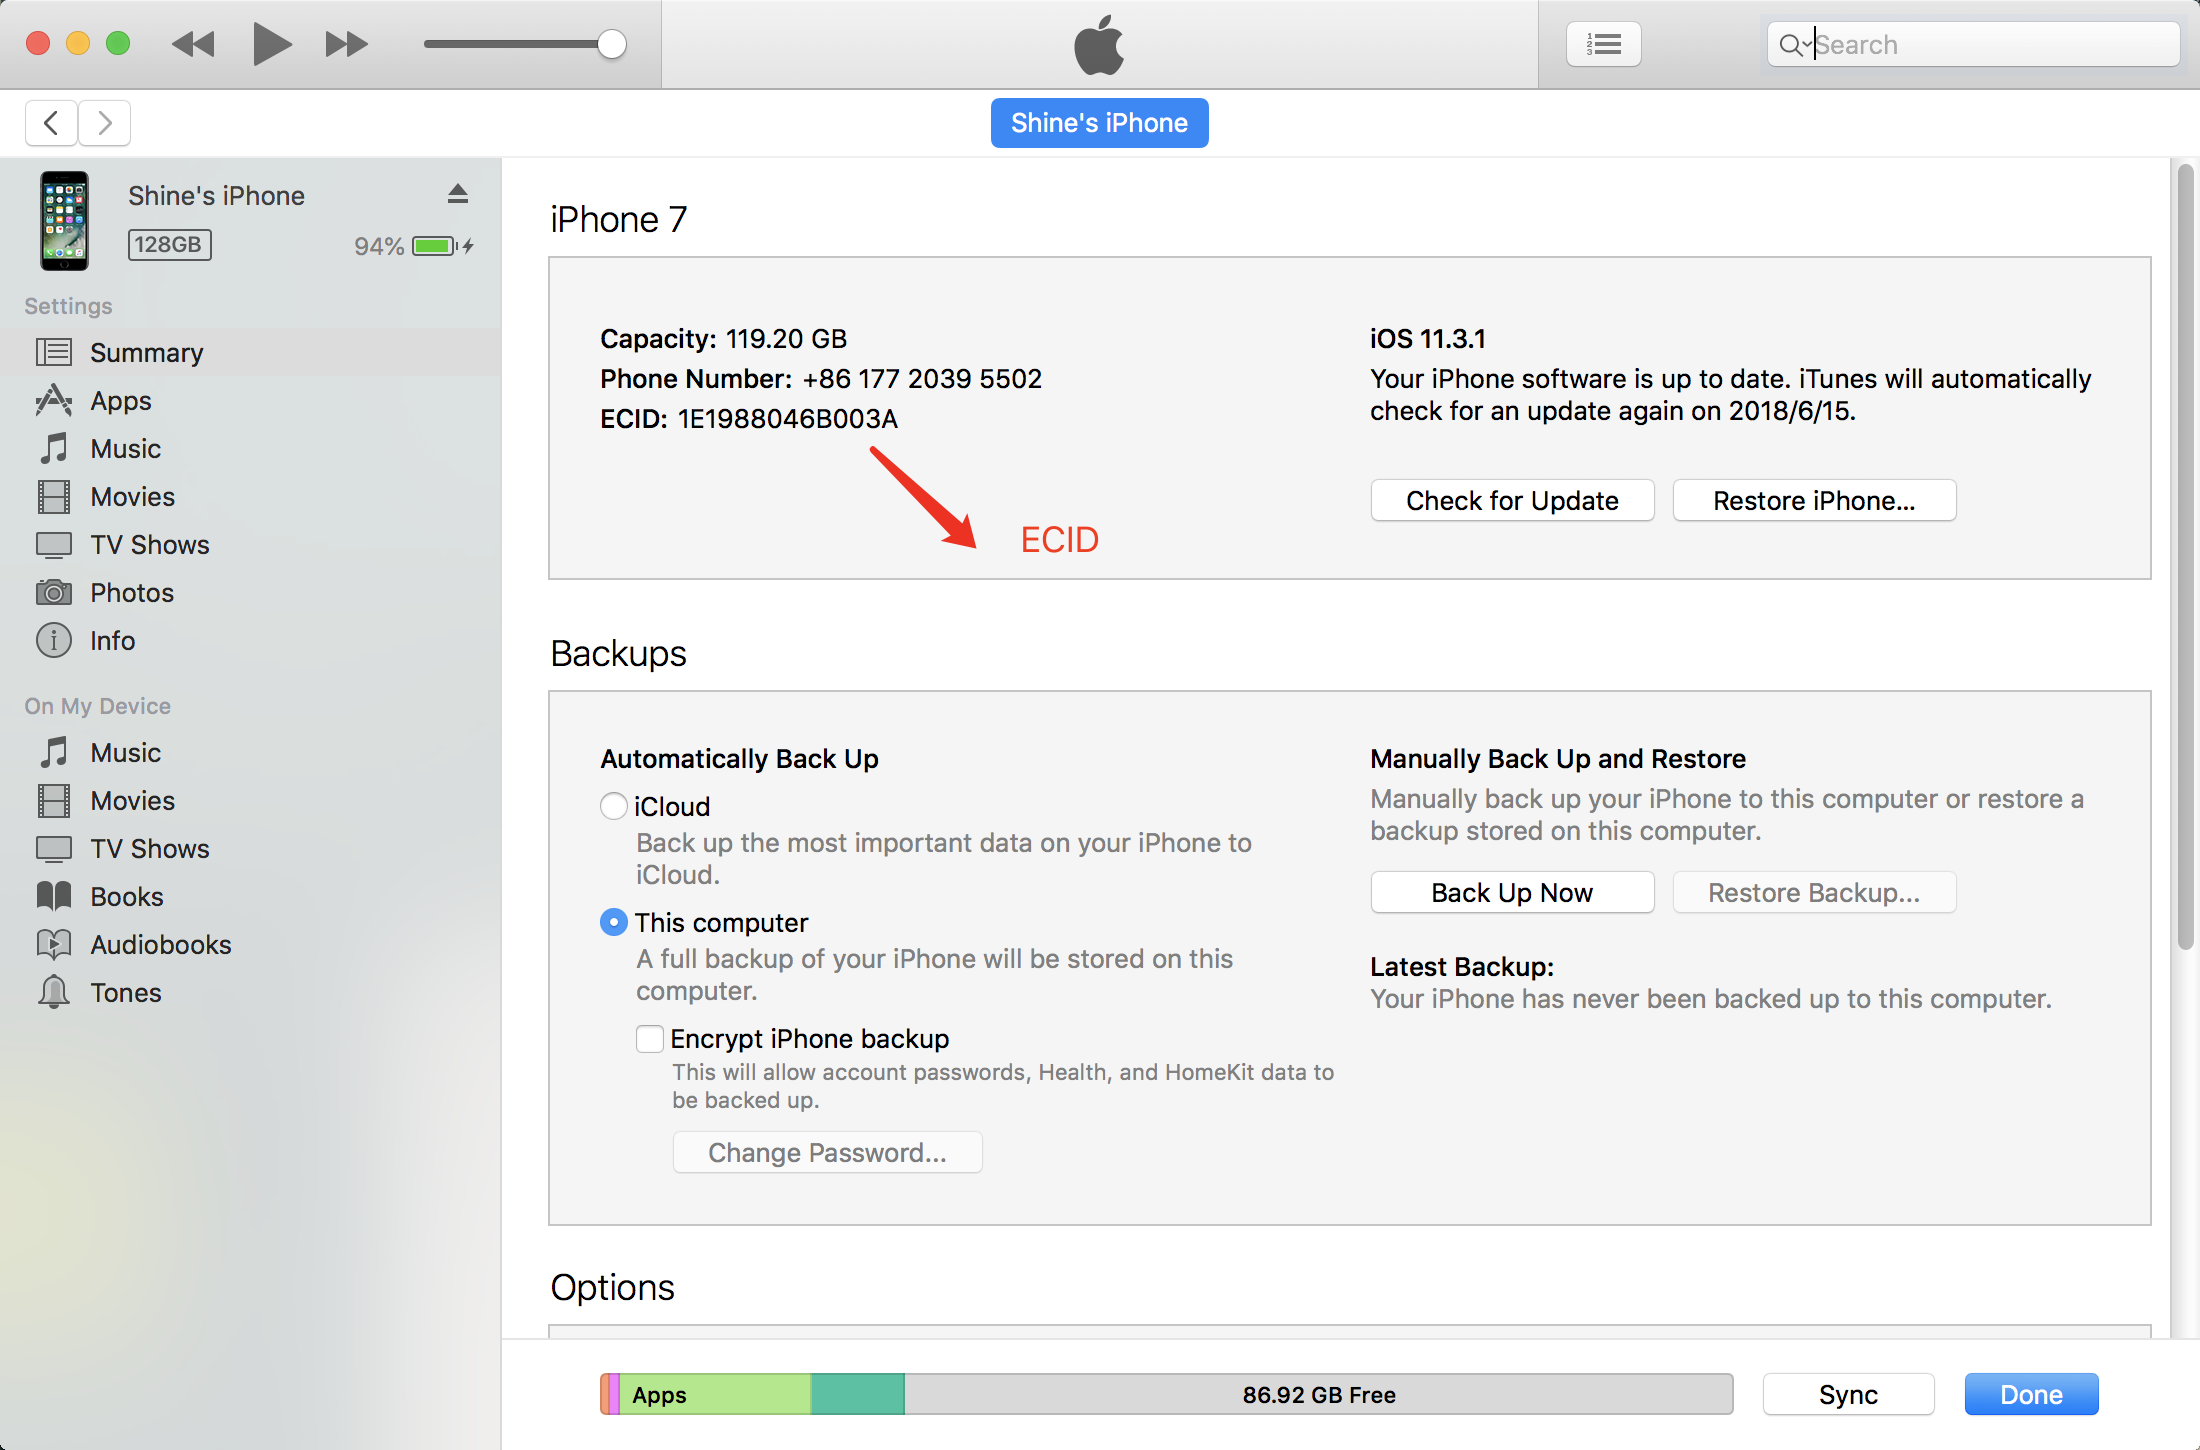 Search
Shine's iPhone
Shine's iPhone
128GB
94%
Settings
Summary
Apps
Music
Movies
TV Shows
Photos
Info
On My Device
Music
Movies
TV Shows
Books
Audiobooks
Tones
iPhone 7
Capacity: 119.20 GB
Phone Number: +86 177 2039 5502
ECID: 1E1988046B003A
ECID
iOS 11.3.1
Your iPhone software is up to date. iTunes will automatically
check for an update again on 2018/6/15.
Check for Update
Restore iPhone...
Backups
Automatically Back Up
iCloud
Back up the most important data on your iPhone to
iCloud.
This computer
A full backup of your iPhone will be stored on this
computer.
Encrypt iPhone backup
This will allow account passwords, Health, and HomeKit data to
be backed up.
Change Password...
Manually Back Up and Restore
Manually back up your iPhone to this computer or restore a
backup stored on this computer.
Back Up Now
Restore Backup...
Latest Backup:
Your iPhone has never been backed up to this computer.
Options
Apps
86.92 GB Free
Sync
Done